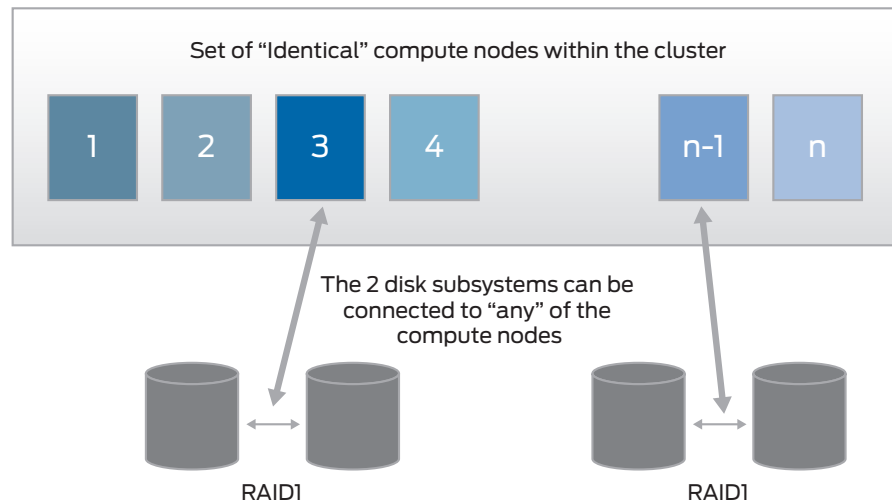 Set of “Identical” compute nodes within the cluster
1 2 3 4 n-1 n
The 2 disk subsystems can be
connected to “any” of the
compute nodes
RAID1 RAID1